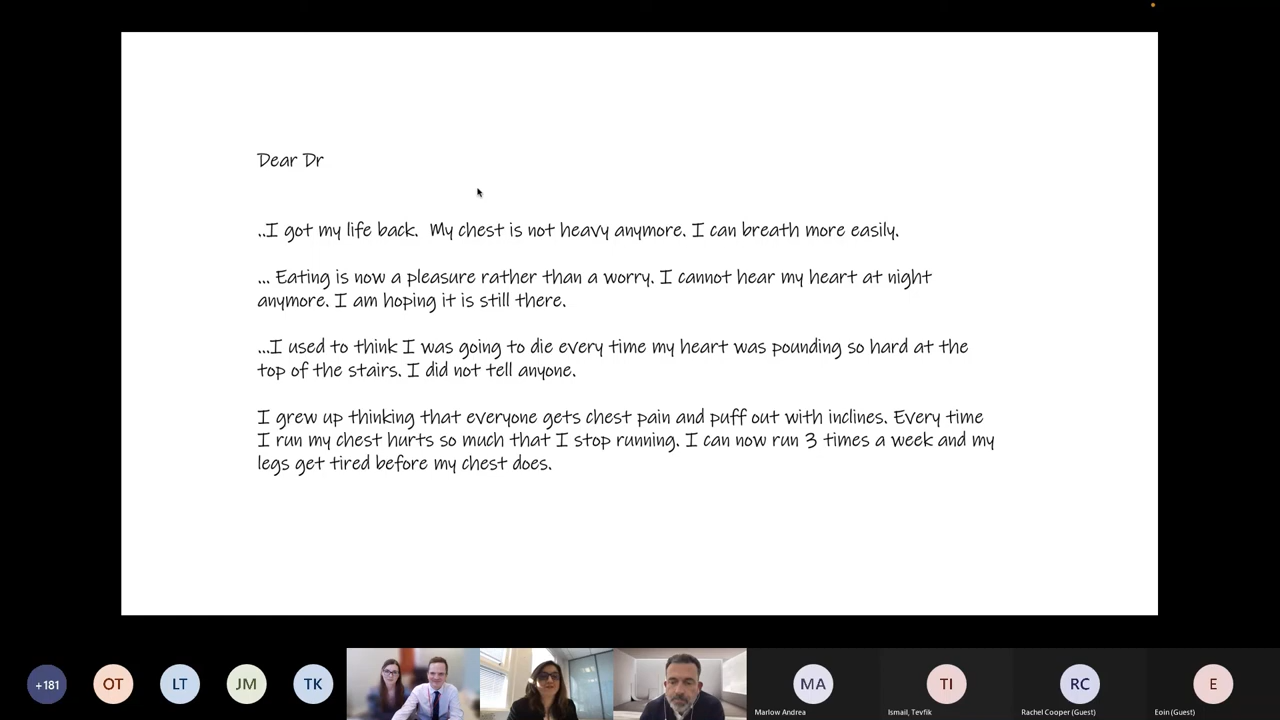 Dear Dr
..I got my life back. My chest is not heavy anymore. I can breath more easily.
... Eating is now a pleasure rather than a worry. I cannot hear my heart at night
anymore. I am hoping it is still there.
...I used to think I was going to die every time my heart was pounding so hard at the
top of the stairs. I did not tell anyone.
I grew up thinking that everyone gets chest pain and puff out with inclines. Every time
I run my chest hurts so much that I stop running. I can now run 3 times a week and my
legs get tired before my chest does.
+181 OT LT JM TK MA TI RC E
Marlow Andrea Ismail, Tevfik Rachel Cooper (Guest) Eoin (Guest)